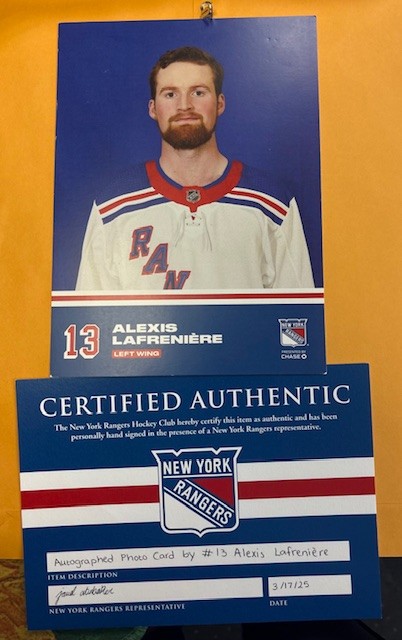 RAN
13
ALEXIS
LAFRENIÈRE
LEFT WING
NEW YORK
RANGERS
PRESENTED BY
CHASE
CERTIFIED AUTHENTIC
The New York Rangers Hockey Club hereby certify this item as authentic and has been
personally hand signed in the presence of a New York Rangers representative.
NEW YORK
RANGERS
Autographed Photo Card by #13 Alexis Lafrenière
ITEM DESCRIPTION
3/17/25
NEW YORK RANGERS REPRESENTATIVE
DATE